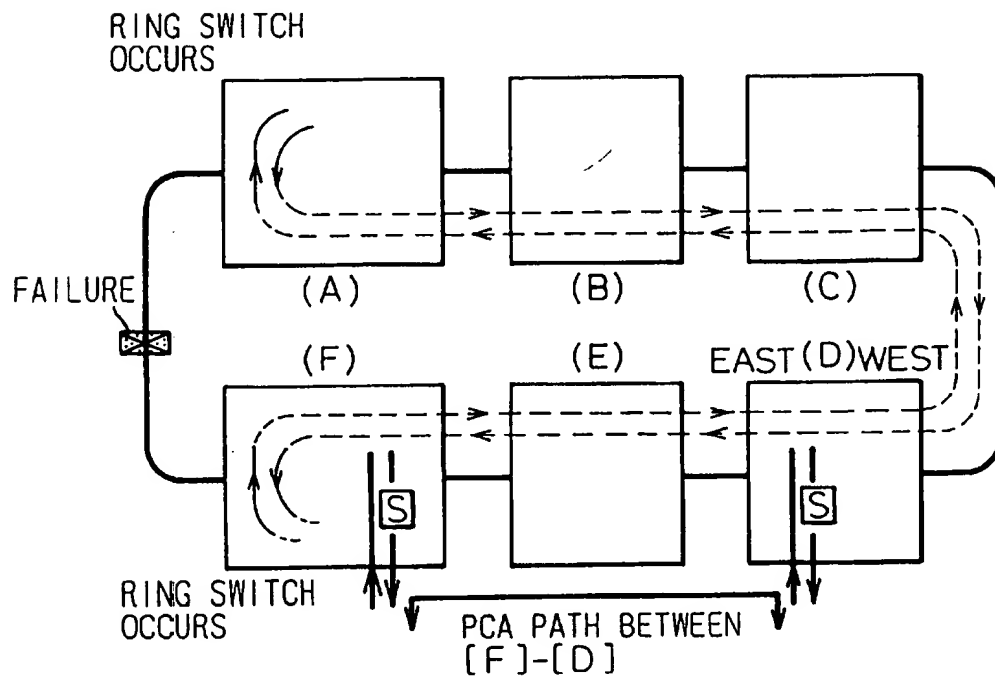 RING SWITCH
OCCURS
(A)
(B)
(C)
FAILURE
(F)
(E)
EAST (D) WEST
S
S
RING SWITCH
OCCURS
PCA PATH BETWEEN
[F]-[D]